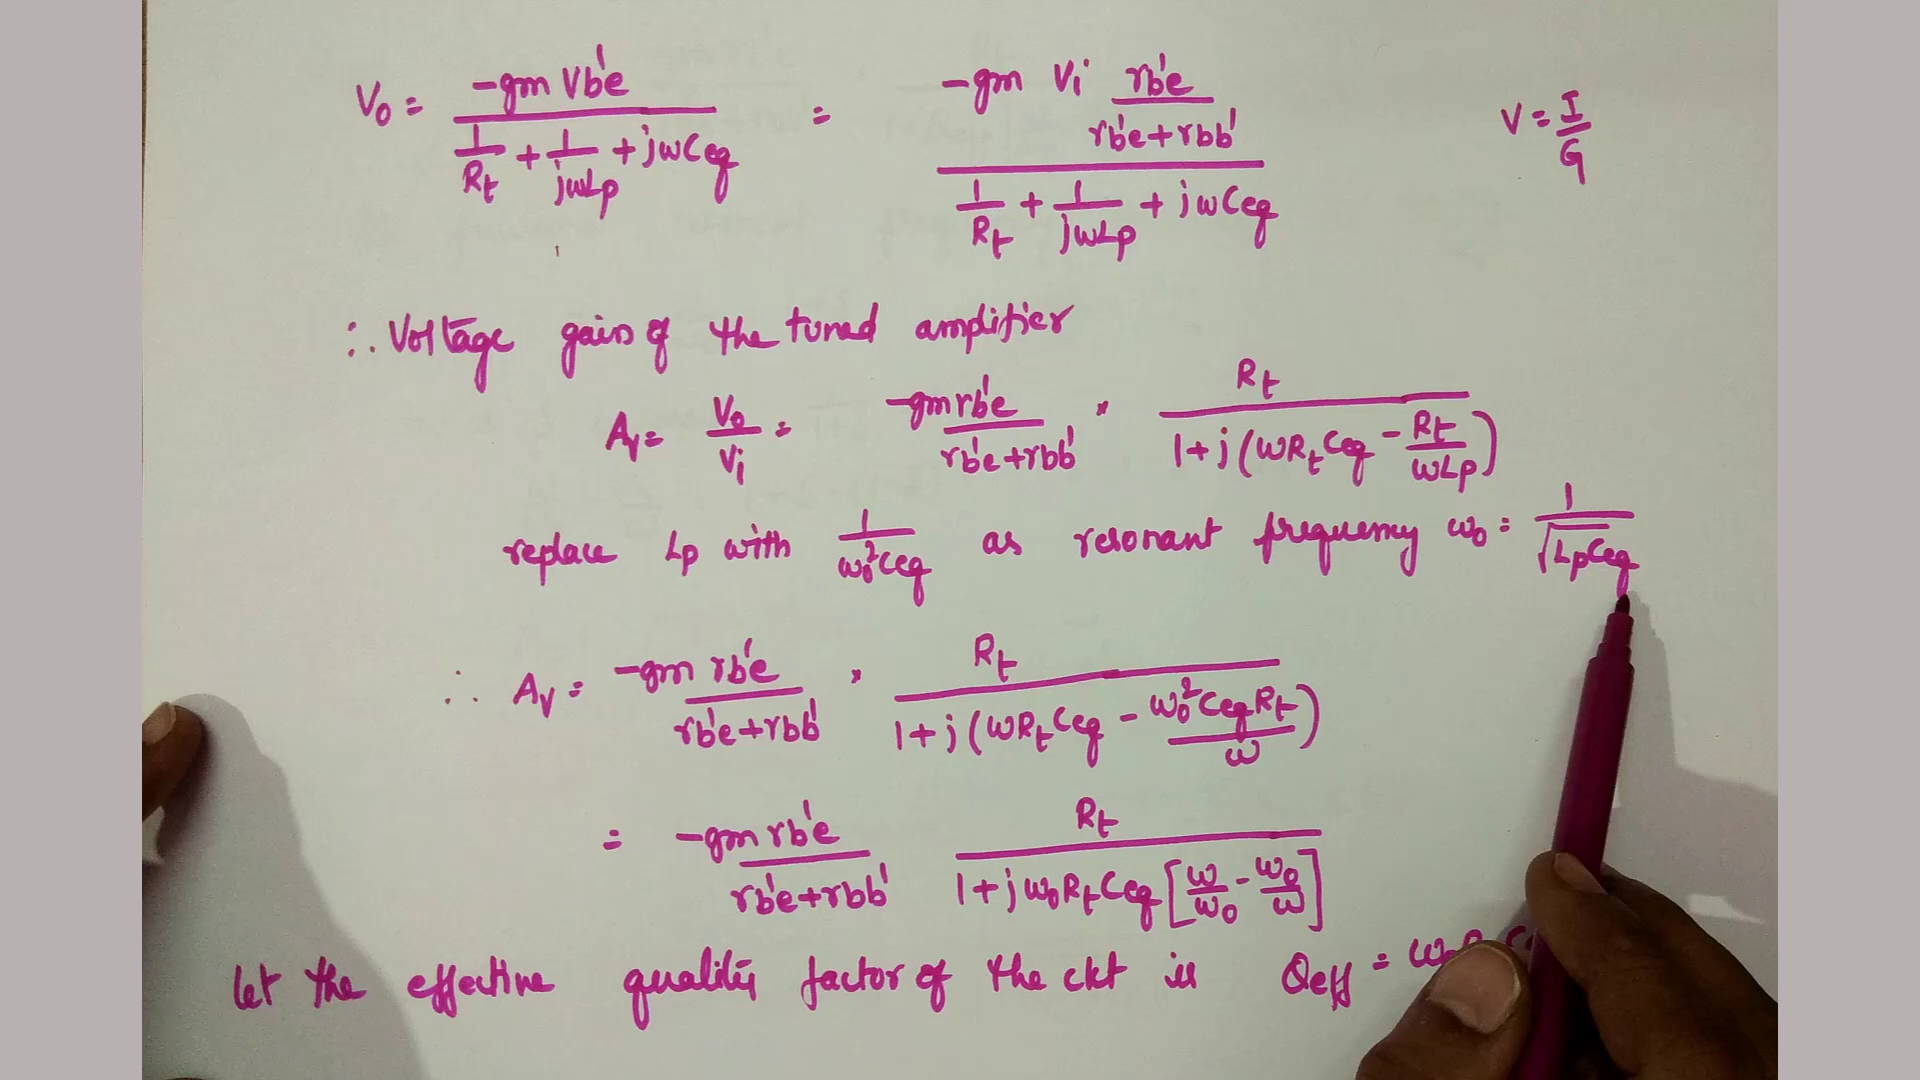 V₀ = -gm Vb'e / (1/Rt + 1/jωLp + jωCeq) = -gm Vi rb'e/(rb'e+rbb') / (1/Rt + 1/jωLp + jωCeq)
V = I/G
∴ Voltage gain of the tuned amplifier
Av = V₀/Vi = -gm rb'e/(rb'e+rbb') × Rt/(1+j(ωRtCeq - Rt/ωLp))
replace Lp with 1/ω₀²Ceq as resonant frequency ω₀ = 1/√LpCeq
∴ Av = -gm rb'e/(rb'e+rbb') × Rt/(1+j(ωRtCeq - ω₀²CeqRt/ω))
= -gm rb'e/(rb'e+rbb') Rt/(1+jω₀RtCeq[ω/ω₀ - ω₀/ω])
let the effective quality factor of the ckt is Qeff =